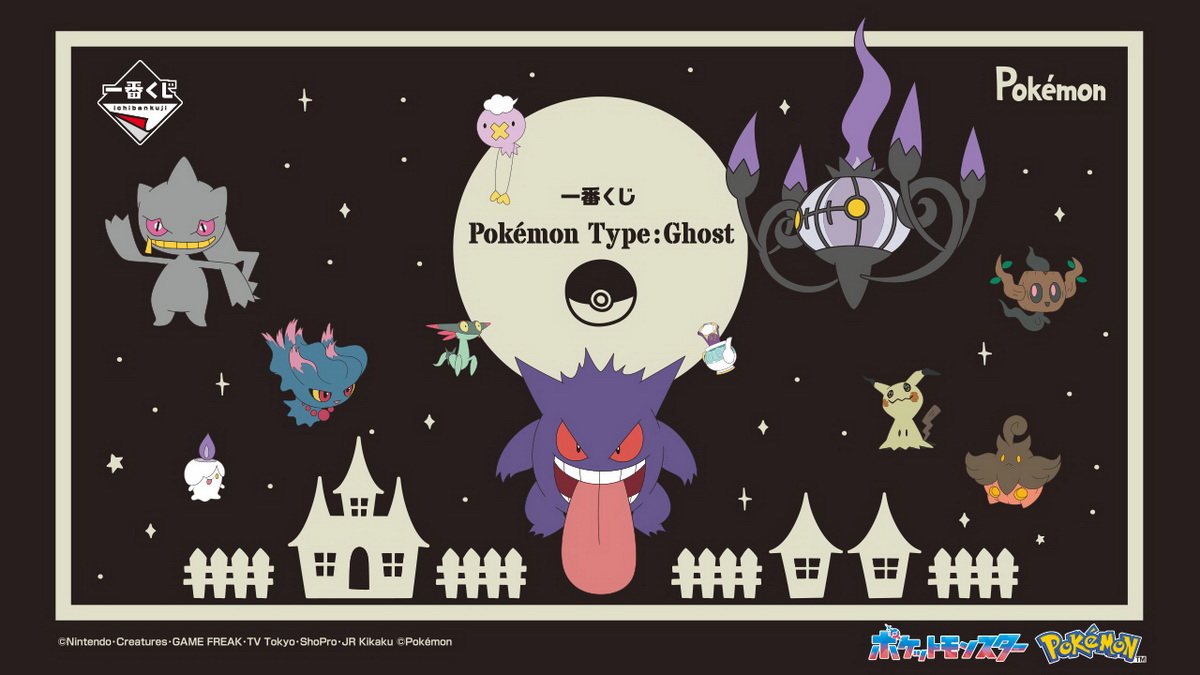 一番くじ
ichibankuji
Pokémon
一番くじ
Pokémon Type:Ghost
©Nintendo・Creatures・GAME FREAK・TV Tokyo・ShoPro・JR Kikaku ©Pokémon
ポケットモンスター
POKéMON
TM